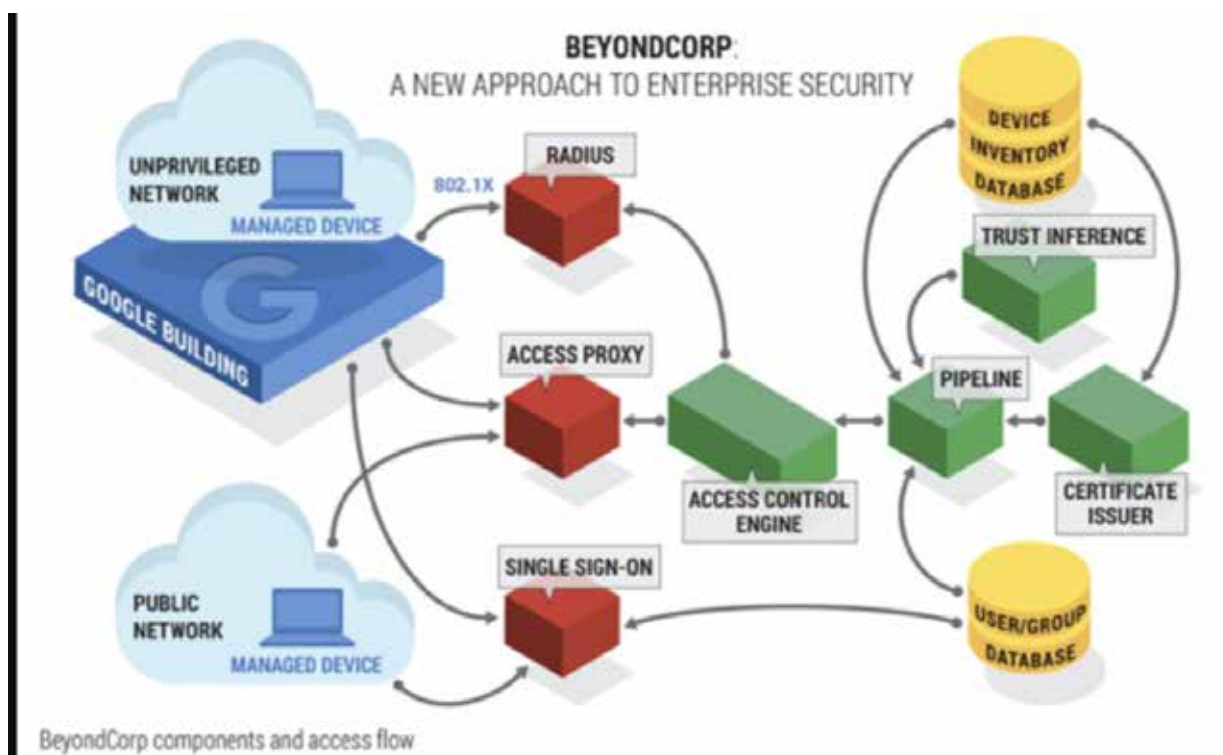 BEYONDCORP:
A NEW APPROACH TO ENTERPRISE SECURITY
UNPRIVILEGED
NETWORK
MANAGED DEVICE
GOOGLE BUILDING
G
802.1X
RADIUS
DEVICE
INVENTORY
DATABASE
TRUST INFERENCE
ACCESS PROXY
PIPELINE
ACCESS CONTROL
ENGINE
CERTIFICATE
ISSUER
PUBLIC
NETWORK
MANAGED DEVICE
SINGLE SIGN-ON
USER/GROUP
DATABASE
BeyondCorp components and access flow